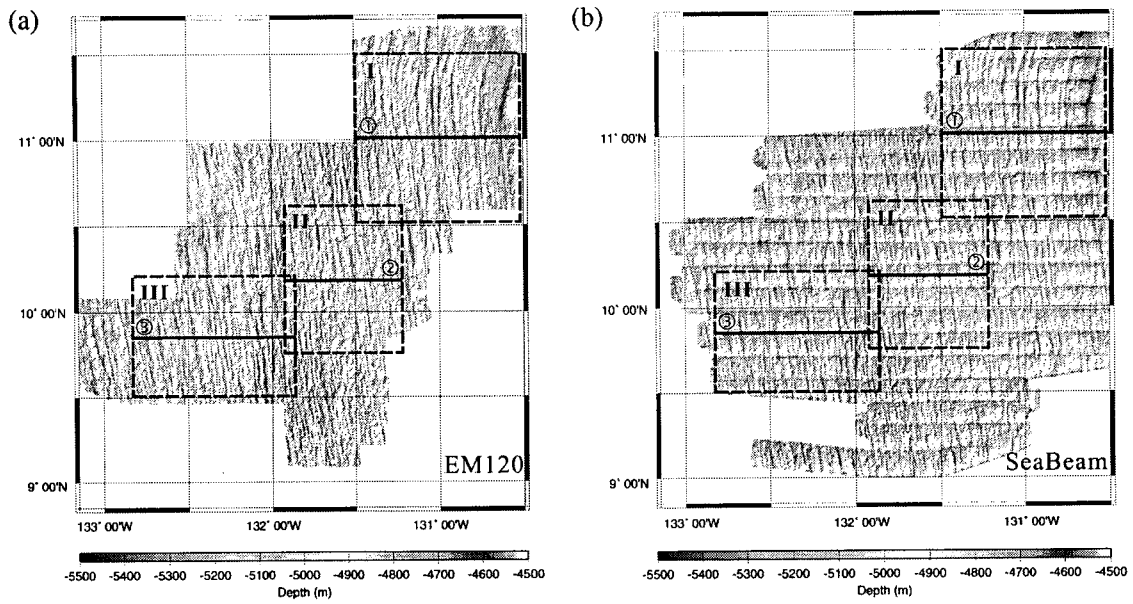 (a)
I
①
11° 00'N
II
②
III
③
10° 00'N
9° 00'N
EM120
133° 00'W
132° 00'W
131° 00'W
-5500 -5400 -5300 -5200 -5100 -5000 -4900 -4800 -4700 -4600 -4500
Depth (m)
(b)
I
①
11° 00'N
II
②
III
③
10° 00'N
9° 00'N
SeaBeam
133° 00'W
132° 00'W
131° 00'W
-5500 -5400 -5300 -5200 -5100 -5000 -4900 -4800 -4700 -4600 -4500
Depth (m)